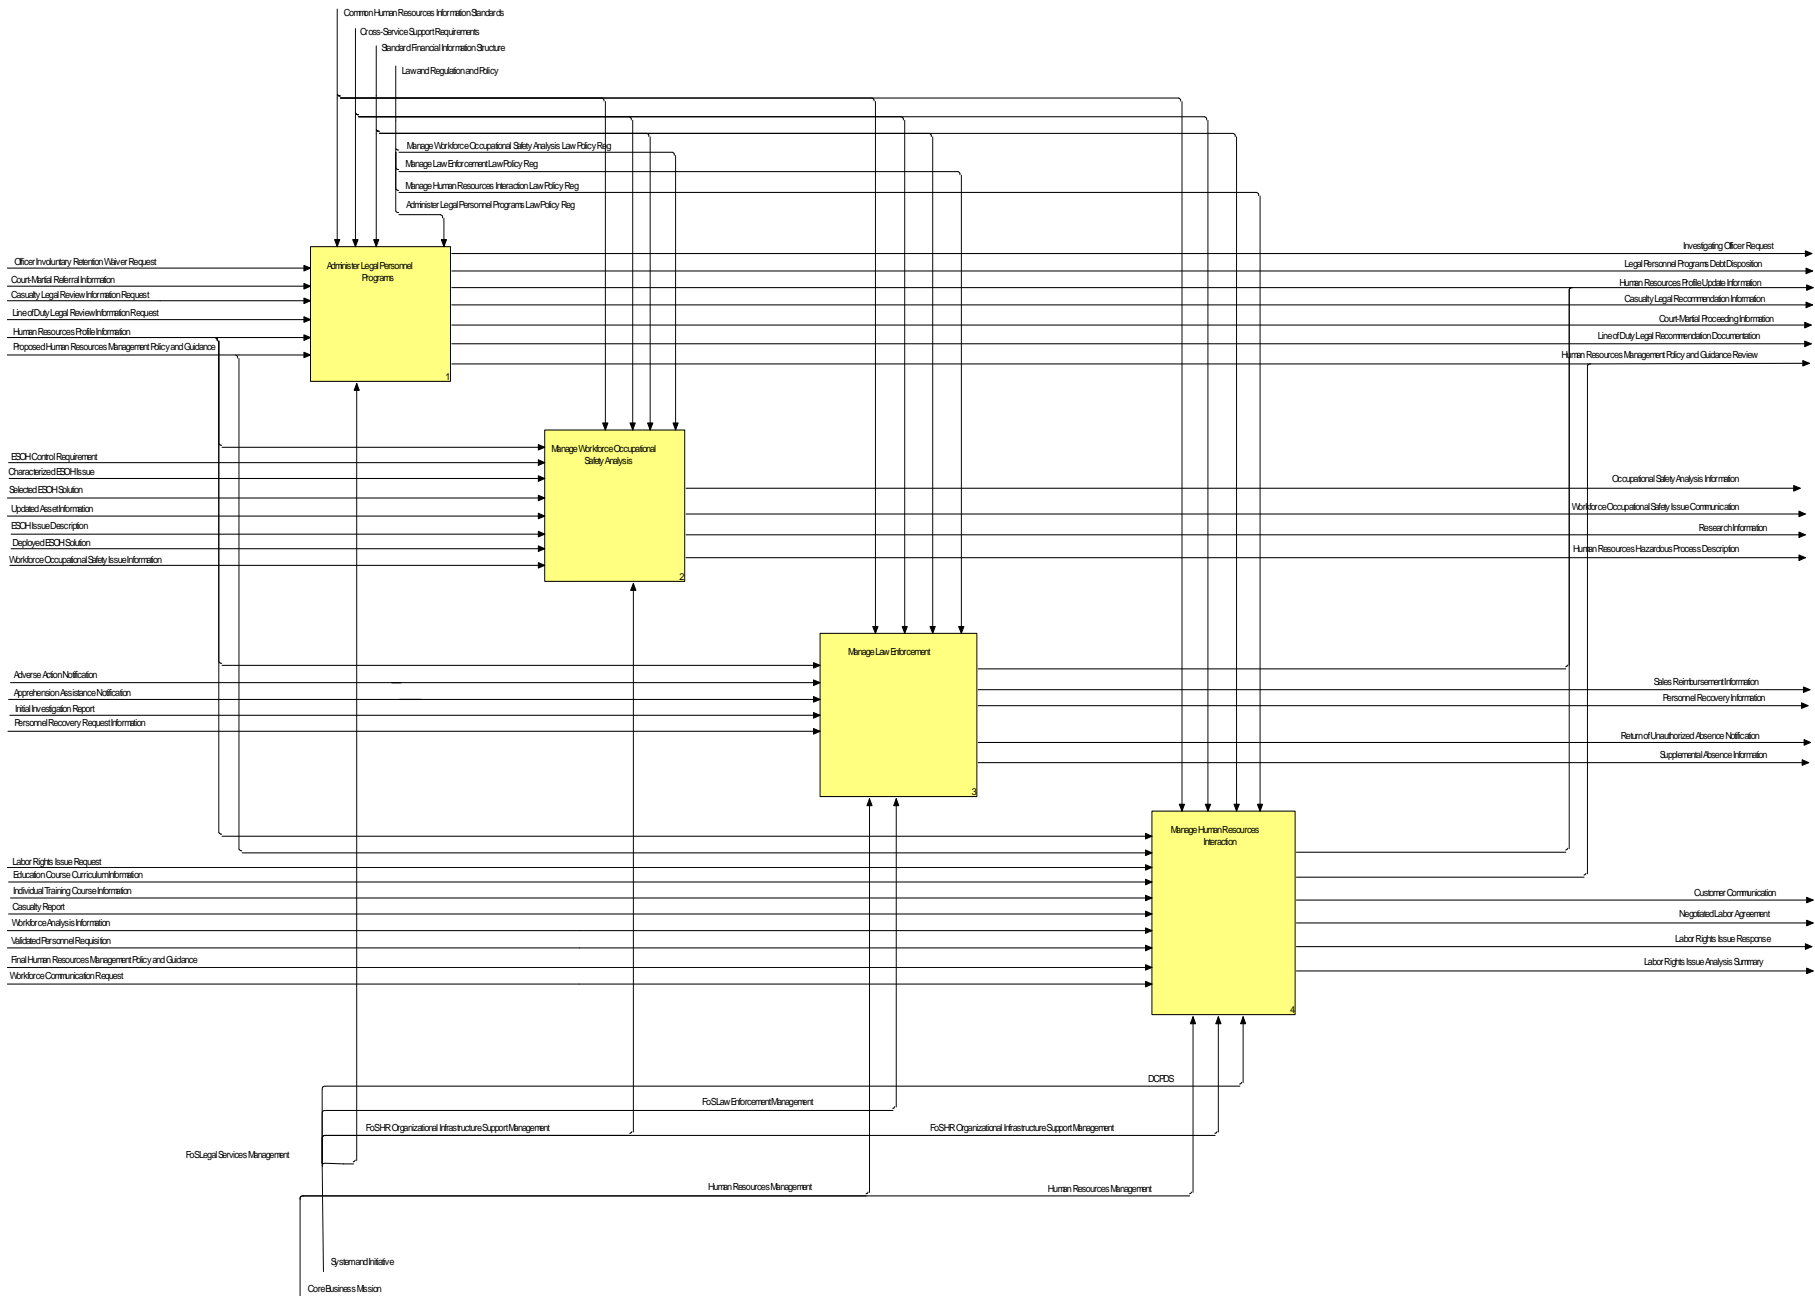 Common Human Resources Information Standards
Cross-Service Support Requirements
Standard Financial Information Structure
Law and Regulation and Policy
Manage Workforce Occupational Safety Analysis Law Policy Reg
Manage Law Enforcement Law Policy Reg
Manage Human Resources Interaction Law Policy Reg
Administer Legal Personnel Programs Law Policy Reg
Officer Involuntary Retention Waiver Request
Court-Martial Referral Information
Casualty Legal Review Information Request
Line of Duty Legal Review Information Request
Human Resources Profile Information
Proposed Human Resources Management Policy and Guidance
Administer Legal Personnel
Programs
1
Investigating Officer Request
Legal Personnel Programs Debt Disposition
Human Resources Profile Update Information
Casualty Legal Recommendation Information
Court-Martial Proceeding Information
Line of Duty Legal Recommendation Documentation
Human Resources Management Policy and Guidance Review
ESOH Control Requirement
Characterized ESOH Issue
Selected ESOH Solution
Updated Asset Information
ESOH Issue Description
Deployed ESOH Solution
Workforce Occupational Safety Issue Information
Manage Workforce Occupational
Safety Analysis
2
Occupational Safety Analysis Information
Workforce Occupational Safety Issue Communication
Research Information
Human Resources Hazardous Process Description
Adverse Action Notification
Apprehension Assistance Notification
Initial Investigation Report
Personnel Recovery Request Information
Manage Law Enforcement
3
Sales Reimbursement Information
Personnel Recovery Information
Return of Unauthorized Absence Notification
Supplemental Absence Information
Labor Rights Issue Request
Education Course Curriculum Information
Individual Training Course Information
Casualty Report
Workforce Analysis Information
Validated Personnel Requisition
Final Human Resources Management Policy and Guidance
Workforce Communication Request
Manage Human Resources
Interaction
4
Customer Communication
Negotiated Labor Agreement
Labor Rights Issue Response
Labor Rights Issue Analysis Summary
DCPDS
FoS Law Enforcement Management
FoS HR Organizational Infrastructure Support Management
FoS HR Organizational Infrastructure Support Management
FoS Legal Services Management
Human Resources Management
Human Resources Management
System and Initiative
Core Business Mission